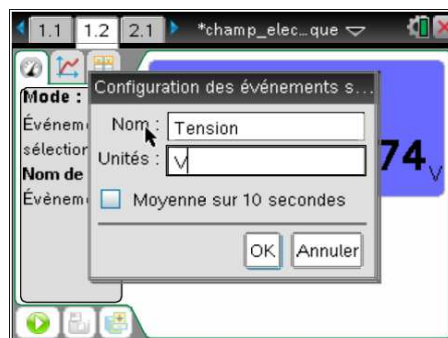 1.1 1.2 2.1 *champ_elec...que
Configuration des événements s...
Mode :
Événem
sélection
Nom de
Évènem
Nom : Tension
Unités : V
Moyenne sur 10 secondes
OK Annuler
74 V